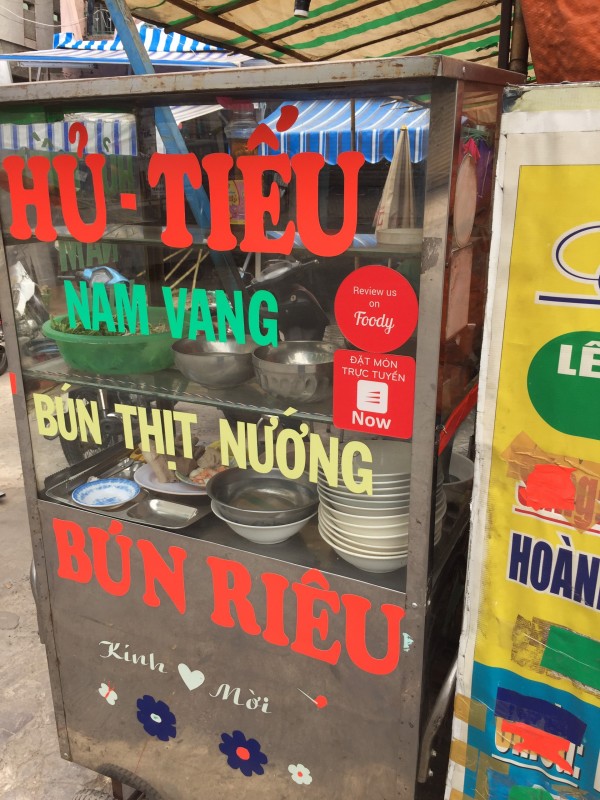 HỦ - TIẾU
NAM VANG
Review us
on
Foody
ĐẶT MÓN
TRỰC TUYẾN
Now
BÚN THỊT NƯỚNG
BÚN RIÊU
Kính Mời
LÊ
HOÀN